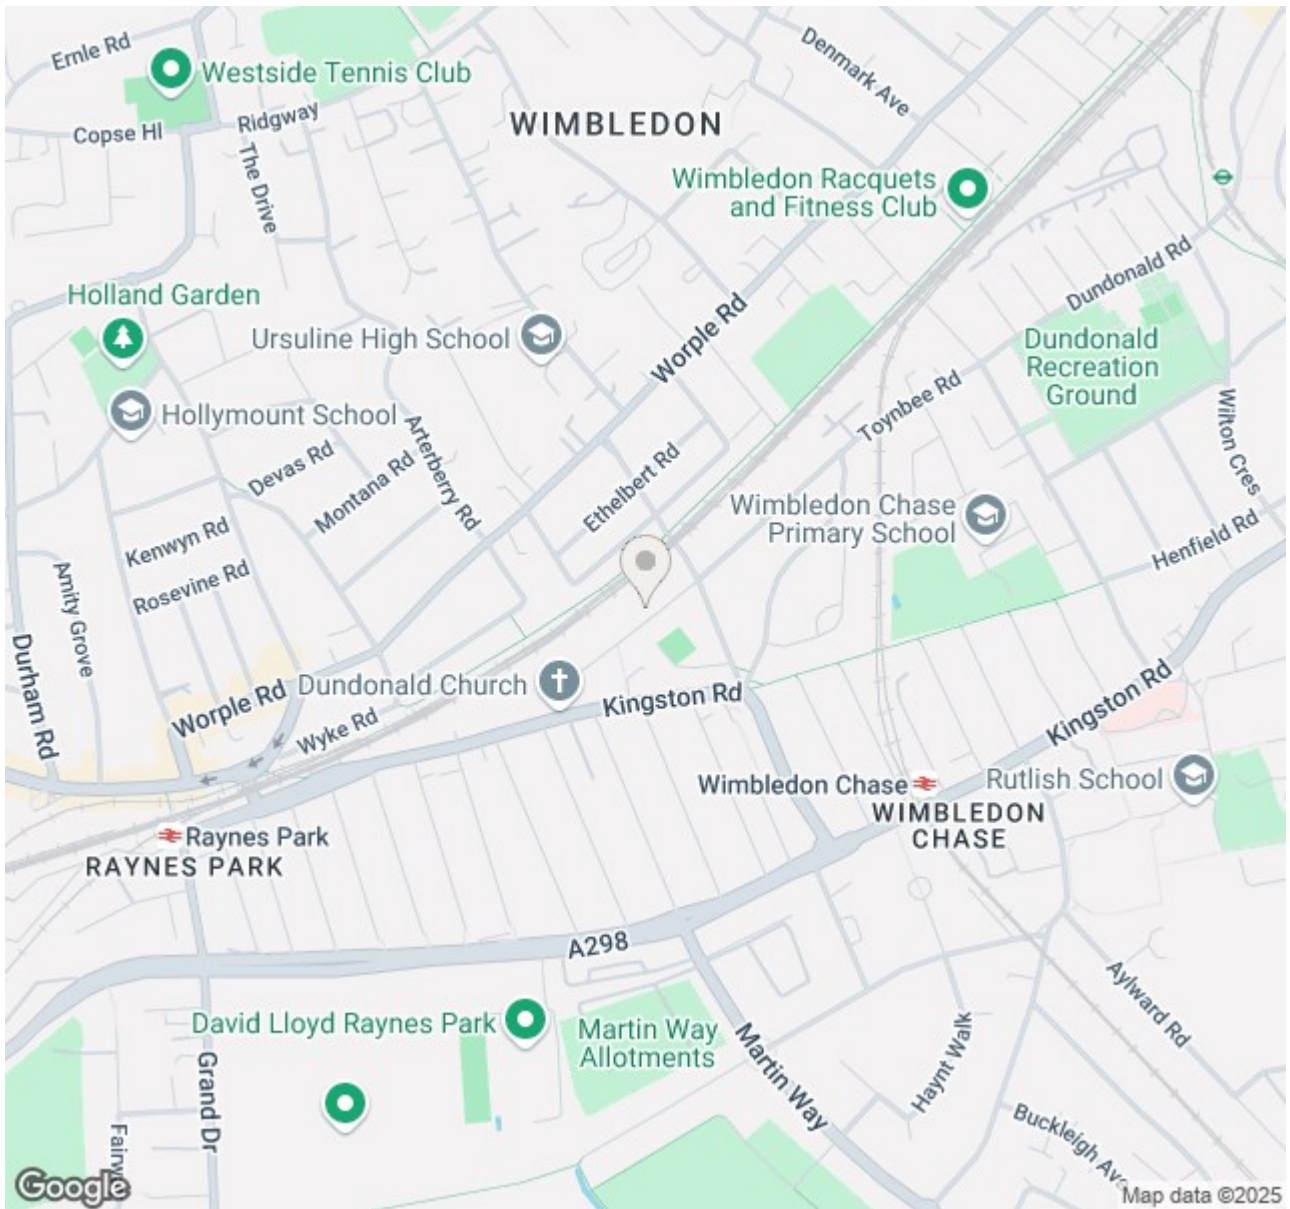 Ernle Rd
Westside Tennis Club
Copse Hl
Ridgway
The Drive
WIMBLEDON
Denmark Ave
Wimbledon Racquets
and Fitness Club
Dundonald Rd
Holland Garden
Ursuline High School
Worple Rd
Dundonald
Recreation
Ground
Hollymount School
Toynbee Rd
Wilton Cres
Arterberry Rd
Devas Rd
Montana Rd
Ethelbert Rd
Wimbledon Chase
Primary School
Kenwyn Rd
Henfield Rd
Amity Grove
Rosevine Rd
Durham Rd
Dundonald Church
Kingston Rd
Worple Rd
Wyke Rd
Kingston Rd
Wimbledon Chase
Rutlish School
WIMBLEDON
CHASE
Raynes Park
RAYNES PARK
A298
Aylward Rd
David Lloyd Raynes Park
Martin Way
Allotments
Martin Way
Haynt Walk
Grand Dr
Buckleigh Ave
Google
Map data ©2025